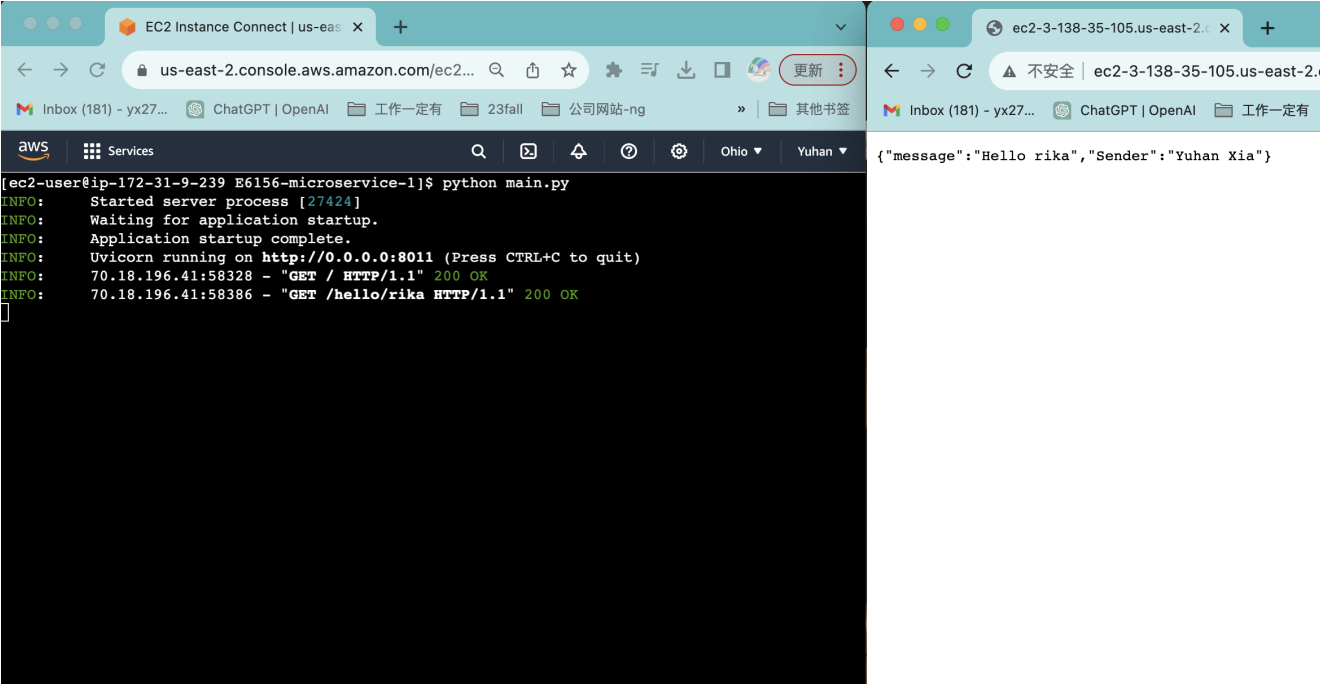 EC2 Instance Connect | us-eas
us-east-2.console.aws.amazon.com/ec2...
更新
Inbox (181) - yx27...
ChatGPT | OpenAI
工作一定有
23fall
公司网站-ng
»
其他书签
aws
Services
Ohio
Yuhan
[ec2-user@ip-172-31-9-239 E6156-microservice-1]$ python main.py
INFO:     Started server process [27424]
INFO:     Waiting for application startup.
INFO:     Application startup complete.
INFO:     Uvicorn running on http://0.0.0.0:8011 (Press CTRL+C to quit)
INFO:     70.18.196.41:58328 - "GET / HTTP/1.1" 200 OK
INFO:     70.18.196.41:58386 - "GET /hello/rika HTTP/1.1" 200 OK
ec2-3-138-35-105.us-east-2.c
不安全
ec2-3-138-35-105.us-east-2.
Inbox (181) - yx27...
ChatGPT | OpenAI
工作一定有
{"message":"Hello rika","Sender":"Yuhan Xia"}